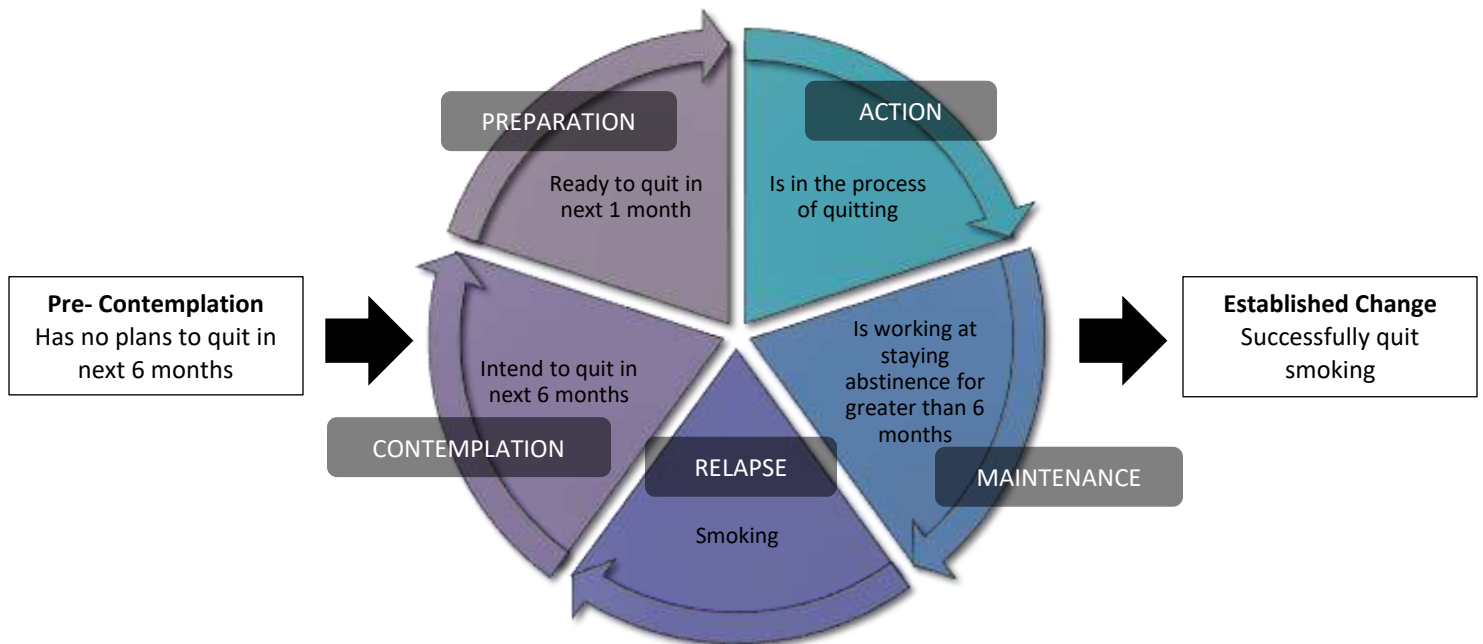 PREPARATION
Ready to quit in
next 1 month
ACTION
Is in the process
of quitting
Pre- Contemplation
Has no plans to quit in
next 6 months
Intend to quit in
next 6 months
CONTEMPLATION
RELAPSE
Smoking
Is working at
staying
abstinence for
greater than 6
months
MAINTENANCE
Established Change
Successfully quit
smoking